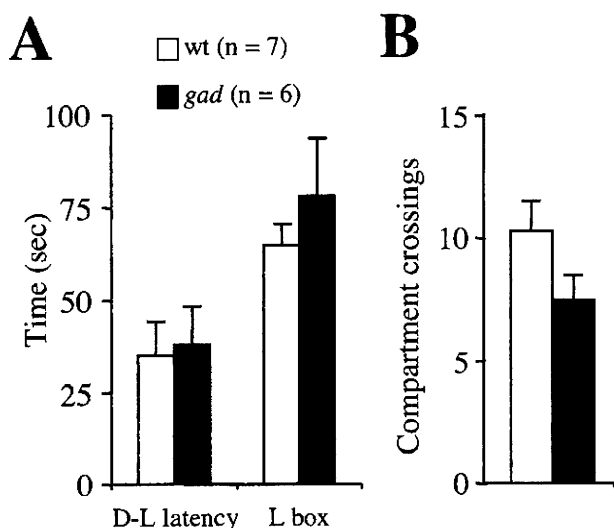 A
wt (n = 7)
gad (n = 6)
Time (sec)
100
75
50
25
0
D-L latency
L box
B
Compartment crossings
15
10
5
0